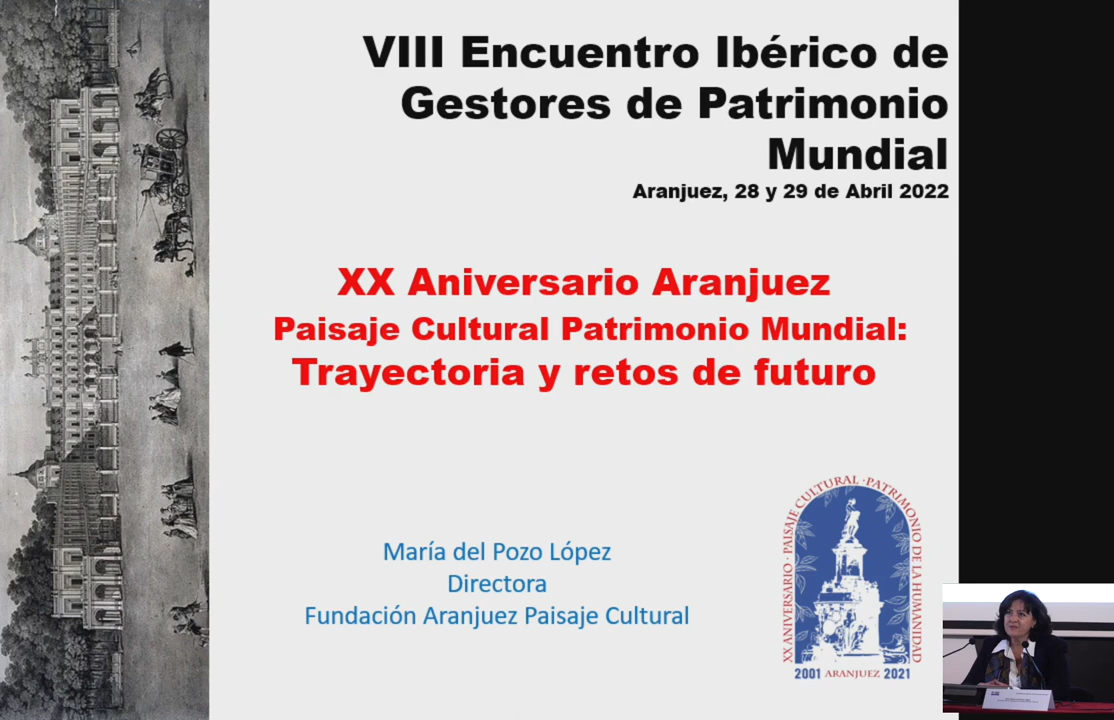 VIII Encuentro Ibérico de
Gestores de Patrimonio
Mundial
Aranjuez, 28 y 29 de Abril 2022
XX Aniversario Aranjuez
Paisaje Cultural Patrimonio Mundial:
Trayectoria y retos de futuro
María del Pozo López
Directora
Fundación Aranjuez Paisaje Cultural
XX ANIVERSARIO · PAISAJE CULTURAL · PATRIMONIO DE LA HUMANIDAD
2001 ARANJUEZ 2021